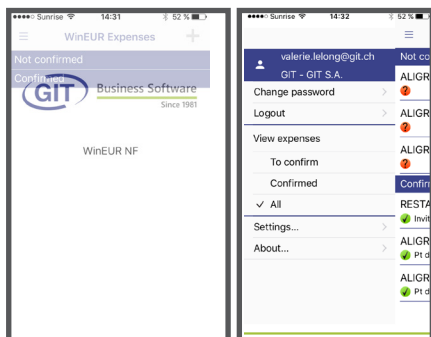 Sunrise 14:31 52 %
WinEUR Expenses
Not confirmed
Confirmed
GIT Business Software
Since 1981
WinEUR NF
Sunrise 14:32 52 %
valerie.lelong@git.ch
GIT - GIT S.A.
Change password
Logout
View expenses
To confirm
Confirmed
✓ All
Settings...
About...
Not co
ALIGR
?
ALIGR
?
ALIGR
?
Confir
RESTA
Invit
ALIGR
Pt d
ALIGR
Pt d